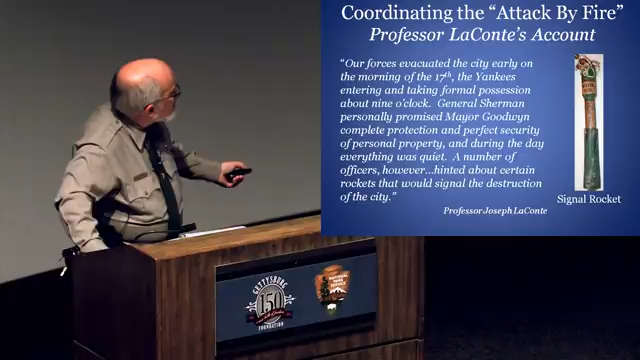 Coordinating the “Attack By Fire”
Professor LaConte’s Account
“Our forces evacuated the city early on
the morning of the 17th, the Yankees
entering and taking formal possession
about nine o’clock. General Sherman
personally promised Mayor Goodwyn
complete protection and perfect security
of personal property, and during the day
everything was quiet. A number of
officers, however…hinted about certain
rockets that would signal the destruction
of the city.”
Professor Joseph LaConte
Signal Rocket
GETTYSBURG
150
FOUNDATION
NATIONAL
PARK
SERVICE